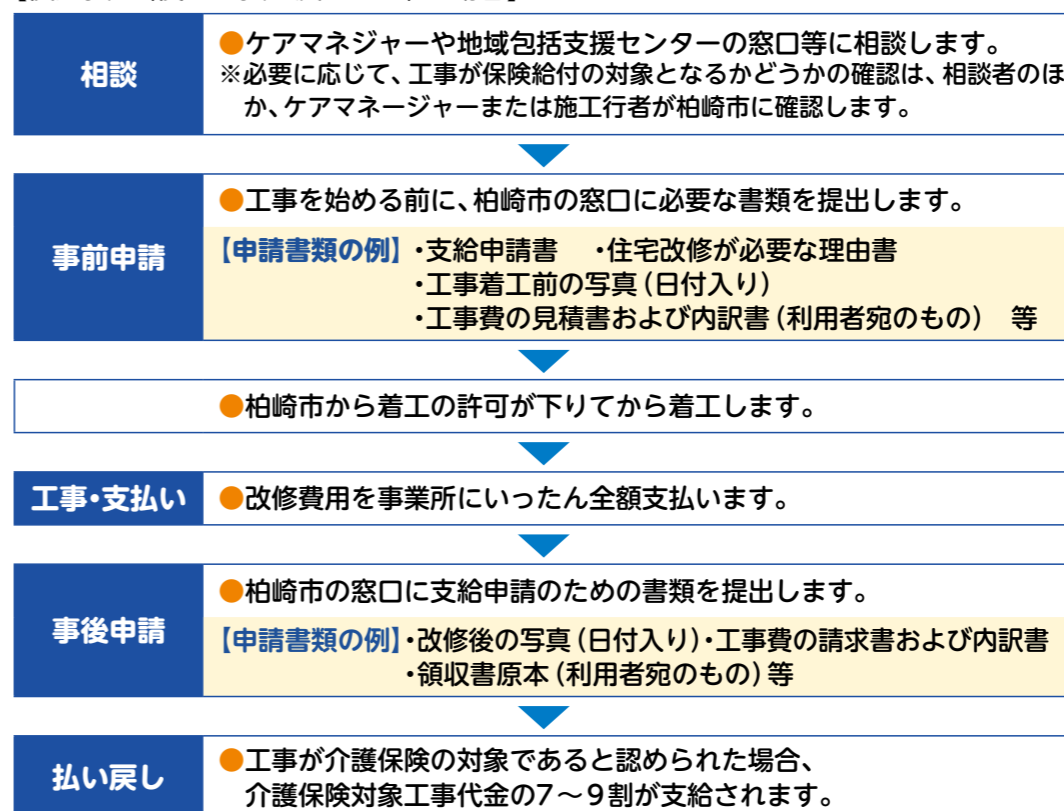 相談
●ケアマネジャーや地域包括支援センターの窓口等に相談します。
※必要に応じて、工事が保険給付の対象となるかどうかの確認は、相談者のほ
か、ケアマネージャーまたは施工行者が柏崎市に確認します。
事前申請
●工事を始める前に、柏崎市の窓口に必要な書類を提出します。
【申請書類の例】・支給申請書　・住宅改修が必要な理由書
・工事着工前の写真（日付入り）
・工事費の見積書および内訳書（利用者宛のもの）　等
●柏崎市から着工の許可が下りてから着工します。
工事・支払い
●改修費用を事業所にいったん全額支払います。
事後申請
●柏崎市の窓口に支給申請のための書類を提出します。
【申請書類の例】・改修後の写真（日付入り）・工事費の請求書および内訳書
・領収書原本（利用者宛のもの）等
払い戻し
●工事が介護保険の対象であると認められた場合、
介護保険対象工事代金の7～9割が支給されます。